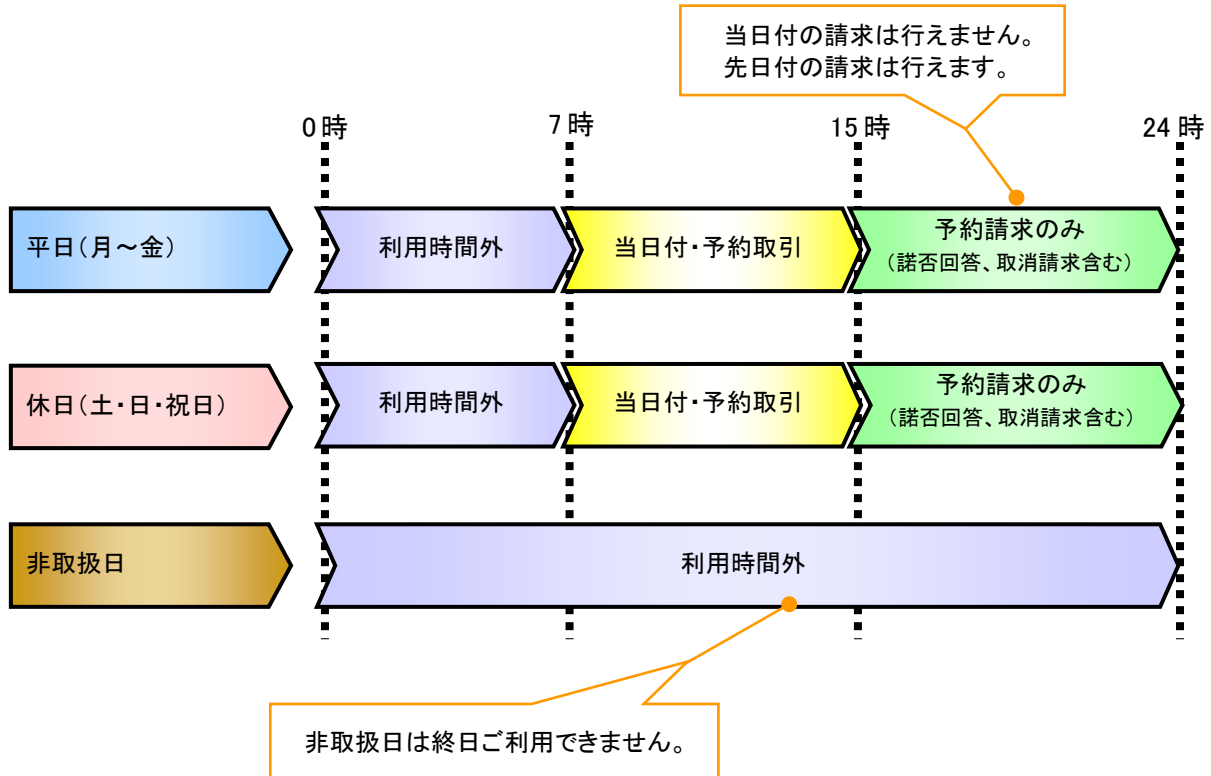 当日付の請求は行えません。
先日付の請求は行えます。
0時 7時 15時 24時
平日(月~金) 利用時間外 当日付・予約取引 予約請求のみ
(諾否回答、取消請求含む)
休日(土・日・祝日) 利用時間外 当日付・予約取引 予約請求のみ
(諾否回答、取消請求含む)
非取扱日 利用時間外
非取扱日は終日ご利用できません。